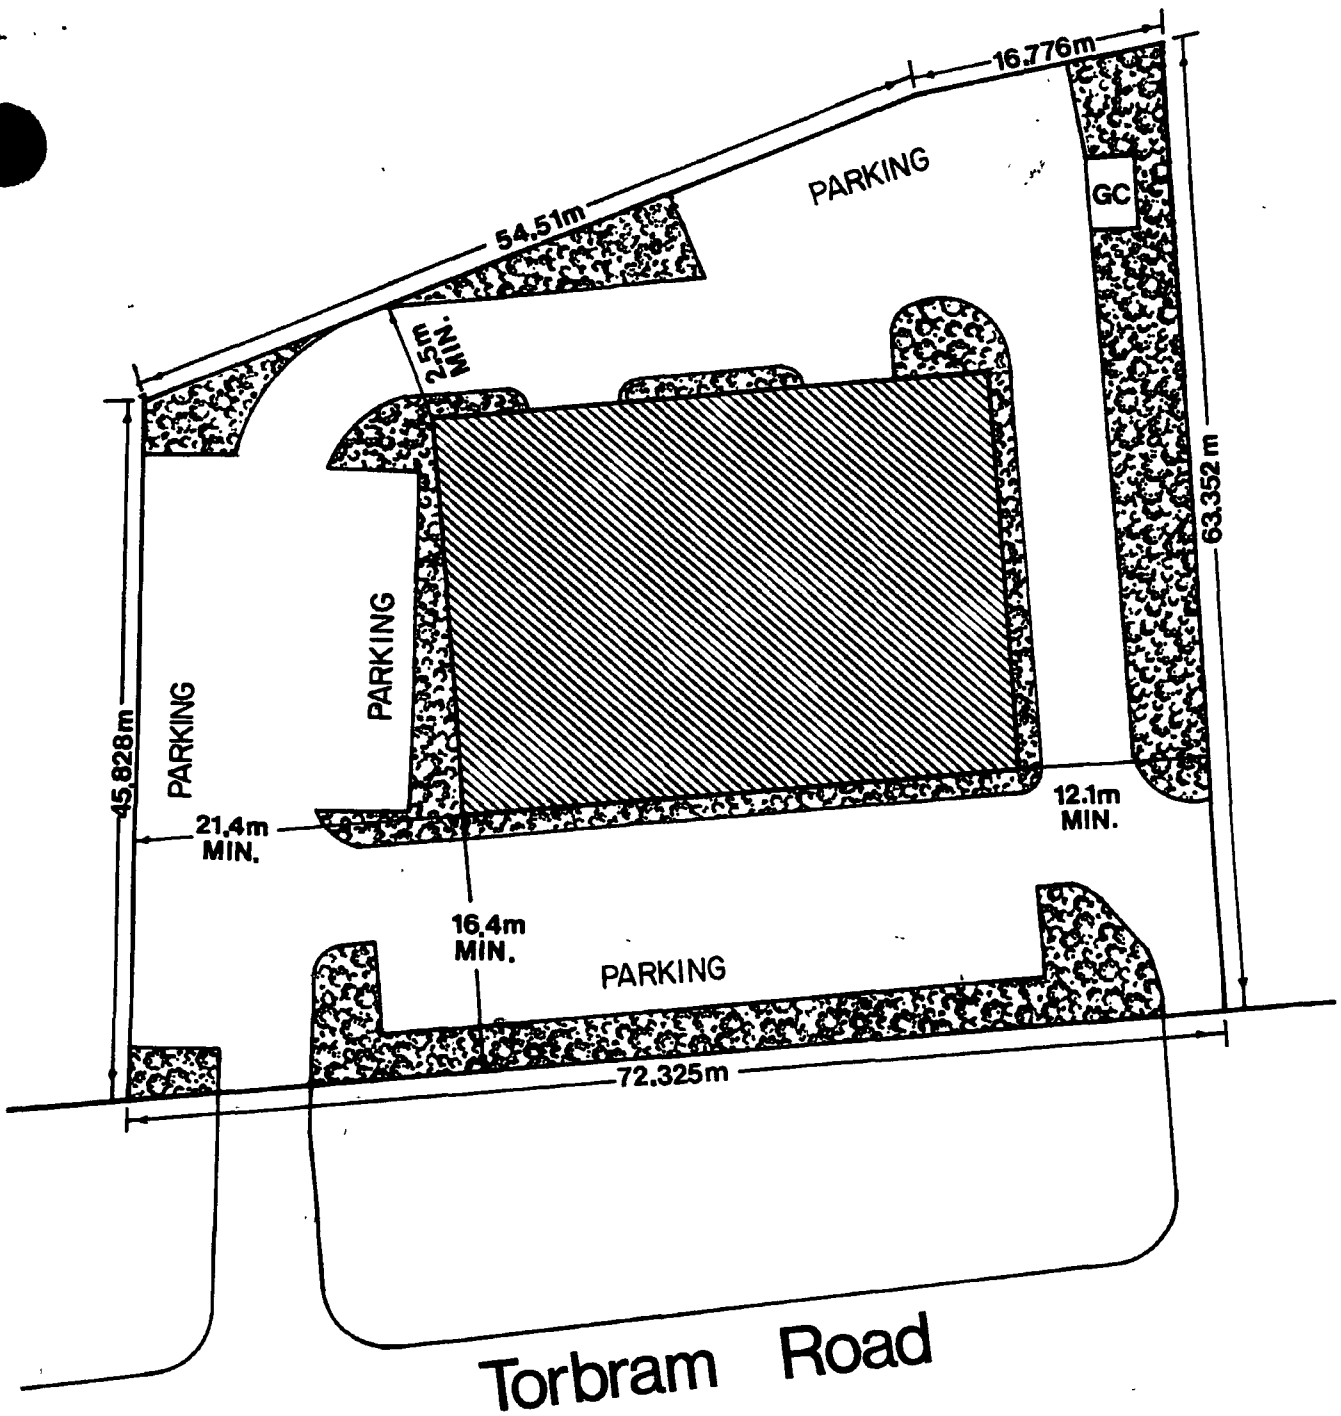 16.776m
54.51m
PARKING
GC
2.5m
MIN.
63.352m
PARKING
PARKING
45.828m
21.4m
MIN.
12.1m
MIN.
16.4m
MIN.
PARKING
72.325m
Torbram Road